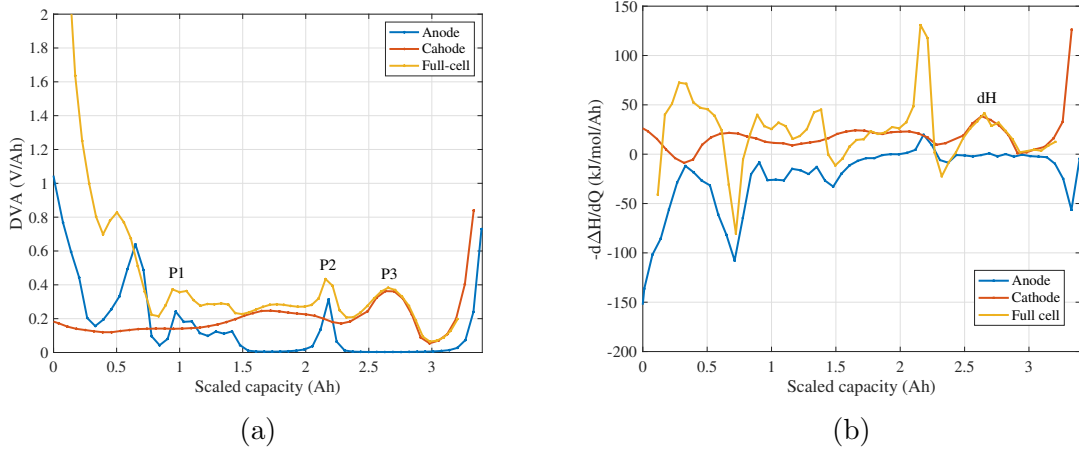 2
1.8
1.6
1.4
1.2
1
0.8
0.6
0.4
0.2
0
DVA (V/Ah)
Anode
Cahode
Full-cell
P1
P2
P3
0 0.5 1 1.5 2 2.5 3
Scaled capacity (Ah)
(a)
150
100
50
0
-50
-100
-150
-200
-dΔH/dQ (kJ/mol/Ah)
dH
Anode
Cathode
Full cell
0 0.5 1 1.5 2 2.5 3
Scaled capacity (Ah)
(b)